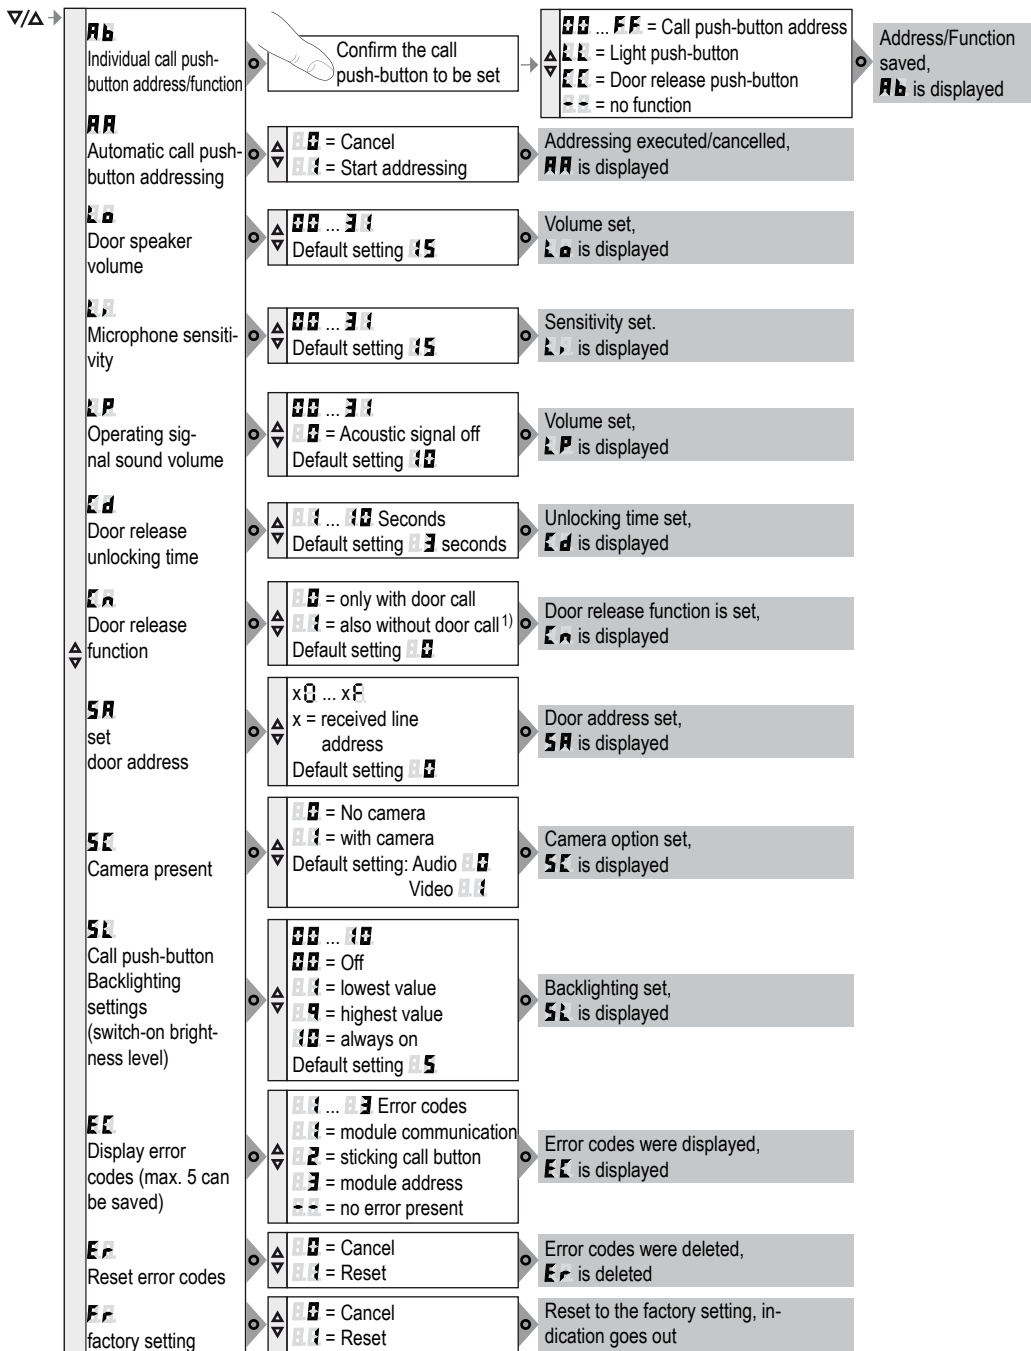 ∇/Δ
Ab
Individual call push-
button address/function
Confirm the call
push-button to be set
00 ... FF = Call push-button address
LL = Light push-button
CC = Door release push-button
-- = no function
Address/Function
saved,
Ab is displayed
AA
Automatic call push-
button addressing
0 = Cancel
1 = Start addressing
Addressing executed/cancelled,
AA is displayed
Lo
Door speaker
volume
00 ... 31
Default setting 15
Volume set,
Lo is displayed
Li
Microphone sensiti-
vity
00 ... 31
Default setting 15
Sensitivity set.
Li is displayed
LP
Operating sig-
nal sound volume
00 ... 31
0 = Acoustic signal off
Default setting 10
Volume set,
LP is displayed
Cd
Door release
unlocking time
1 ... 10 Seconds
Default setting 3 seconds
Unlocking time set,
Cd is displayed
Cn
Door release
function
0 = only with door call
1 = also without door call 1)
Default setting 0
Door release function is set,
Cn is displayed
SA
set
door address
x0 ... xF
x = received line
address
Default setting 0
Door address set,
SA is displayed
SC
Camera present
0 = No camera
1 = with camera
Default setting: Audio 0
Video 1
Camera option set,
SC is displayed
SL
Call push-button
Backlighting
settings
(switch-on bright-
ness level)
00 ... 10
00 = Off
1 = lowest value
9 = highest value
10 = always on
Default setting 5
Backlighting set,
SL is displayed
EC
Display error
codes (max. 5 can
be saved)
1 ... 3 Error codes
1 = module communication
2 = sticking call button
3 = module address
-- = no error present
Error codes were displayed,
EC is displayed
Er
Reset error codes
0 = Cancel
1 = Reset
Error codes were deleted,
Er is deleted
Fr
factory setting
0 = Cancel
1 = Reset
Reset to the factory setting, in-
dication goes out